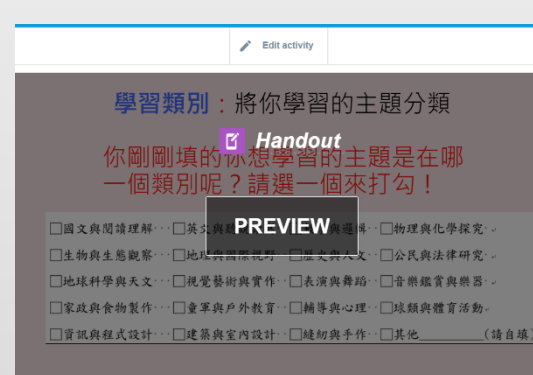 Edit activity
學習類別：將你學習的主題分類
Handout
你剛剛填的你想學習的主題是在哪
一個類別呢？請選一個來打勾！
PREVIEW
□國文與閱讀理解 □英文與 與邏輯 □物理與化學探究
□生物與生態觀察 □地理與國際視野 □歷史與人文 □公民與法律研究
□地球科學與天文 □視覺藝術與實作 □表演與舞蹈 □音樂鑑賞與樂器
□家政與食物製作 □童軍與戶外教育 □輔導與心理 □球類與體育活動
□資訊與程式設計 □建築與室內設計 □縫紉與手作 □其他________(請自填)